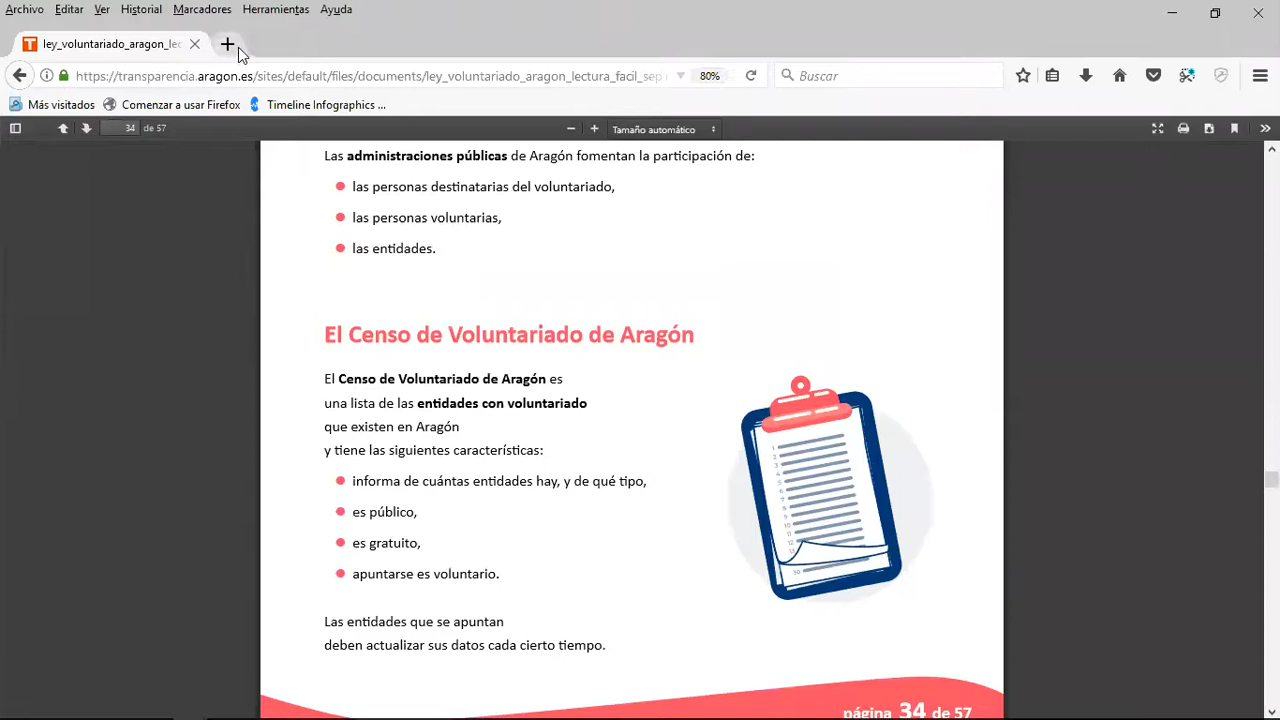 Archivo Editar Ver Historial Marcadores Herramientas Ayuda
ley_voluntariado_aragon_lec
https://transparencia.aragon.es/sites/default/files/documents/ley_voluntariado_aragon_lectura_facil_sep
80%
Buscar
Más visitados Comenzar a usar Firefox Timeline Infographics ...
34 de 57
Tamaño automático
Las administraciones públicas de Aragón fomentan la participación de:
las personas destinatarias del voluntariado,
las personas voluntarias,
las entidades.
El Censo de Voluntariado de Aragón
El Censo de Voluntariado de Aragón es
una lista de las entidades con voluntariado
que existen en Aragón
y tiene las siguientes características:
informa de cuántas entidades hay, y de qué tipo,
es público,
es gratuito,
apuntarse es voluntario.
Las entidades que se apuntan
deben actualizar sus datos cada cierto tiempo.
página 34 de 57